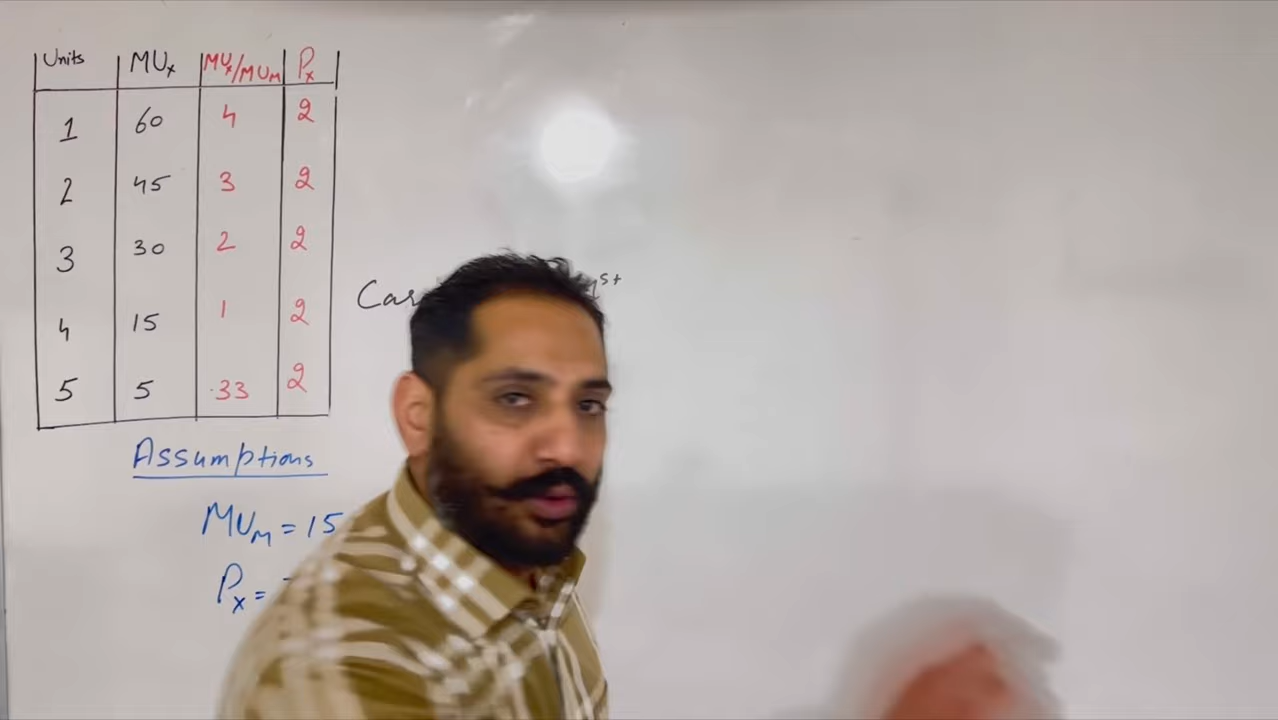 Units MUx MUx/MUM Px
1 60 4 2
2 45 3 2
3 30 2 2
4 15 1 2
5 5 .33 2
Assumptions
MUM = 15
Px =